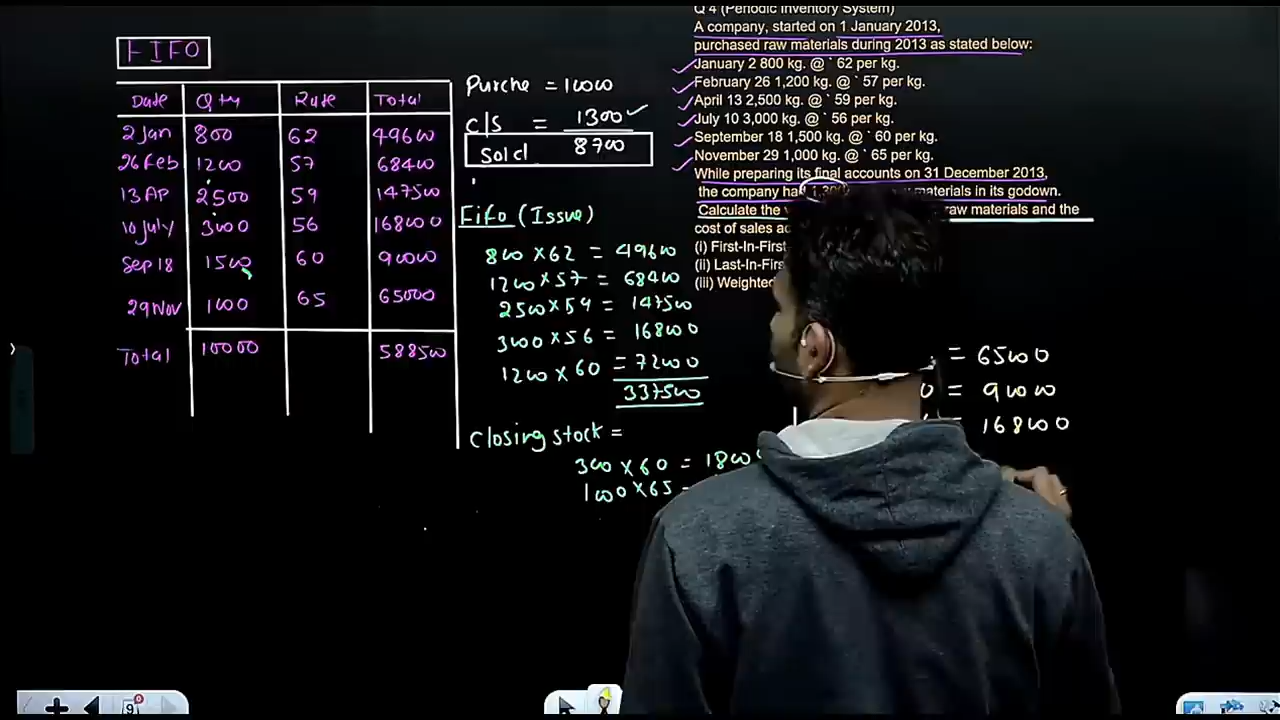 FIFO
Date Qty Rate Total
2 Jan 800 62 49600
26 Feb 1200 57 68400
13 AP 2500 59 147500
10 July 3000 56 168000
Sep 18 1500 60 90000
29 Nov 1000 65 65000
Total 10000 588500
Purche = 10000
c/s = 1300
Sold 8700
Fifo (Issue)
800 × 62 = 49600
1200 × 57 = 68400
2500 × 59 = 147500
3000 × 56 = 168000
1200 × 60 = 72000
337500
Closing stock =
300 × 60 = 1800
1000 × 65 =
Q 4 (Periodic Inventory System)
A company, started on 1 January 2013,
purchased raw materials during 2013 as stated below:
January 2 800 kg. @ ` 62 per kg.
February 26 1,200 kg. @ ` 57 per kg.
April 13 2,500 kg. @ ` 59 per kg.
July 10 3,000 kg. @ ` 56 per kg.
September 18 1,500 kg. @ ` 60 per kg.
November 29 1,000 kg. @ ` 65 per kg.
While preparing its final accounts on 31 December 2013,
the company had 1,300 materials in its godown.
Calculate the raw materials and the
cost of sales
(i) First-In-First
(ii) Last-In-Firs
(iii) Weighted
= 65000
0 = 90000
= 168000